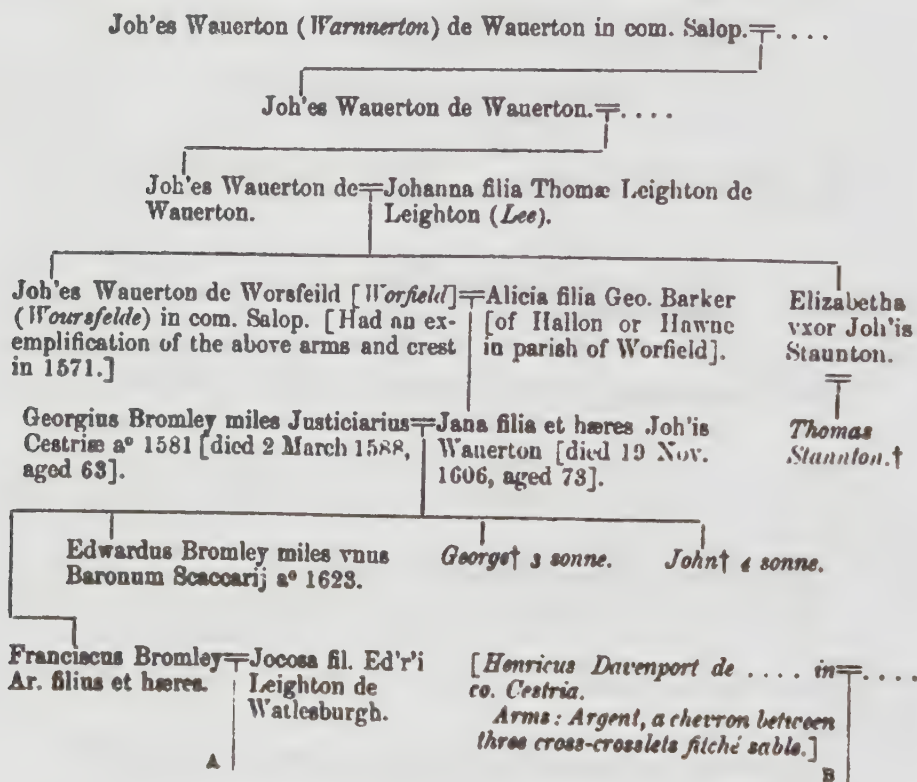 Joh'es Wauerton (Warnnerton) de Wauerton in com. Salop.=. . . .
Joh'es Wauerton de Wauerton.=. . . .
Joh'es Wauerton de=Johanna filia Thomæ Leighton de
Wauerton. Leighton (Lee).
Joh'es Wauerton de Worsfeild [Worfield]=Alicia filia Geo. Barker Elizabetha
(Woursfelde) in com. Salop. [Had an ex- [of Hallon or Hawne vxor Joh'is
emplification of the above arms and crest in parish of Worfield]. Staunton.
in 1571.]
Georgius Bromley miles Justiciarius=Jana filia et hæres Joh'is Thomas
Cestriæ aº 1581 [died 2 March 1588, Wauerton [died 19 Nov. Staunton.†
aged 63]. 1606, aged 73].
Edwardus Bromley miles vnus George† 3 sonne. John† 4 sonne.
Baronum Scaccarij aº 1623.
Franciscus Bromley=Jocosa fil. Ed'r'i [Henricus Davenport de . . . . in=. . . .
Ar. filius et hæres. Leighton de co. Cestria.
Watlesburgh. Arms: Argent, a chevron between
three cross-crosslets fitché sable.]
A B